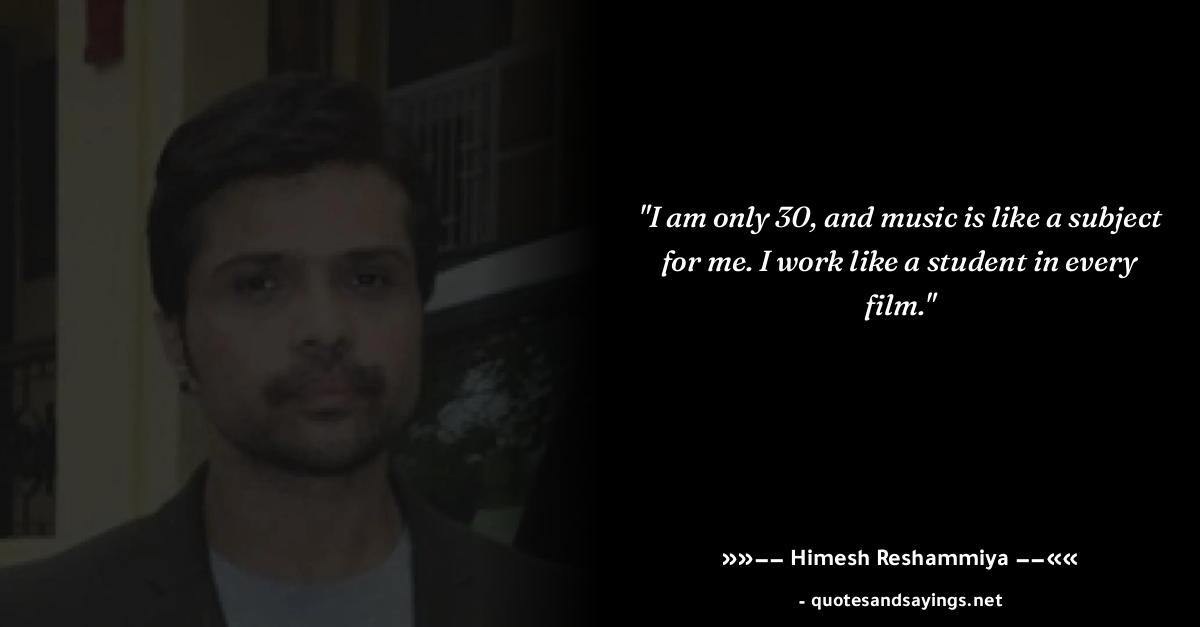 "I am only 30, and music is like a subject
for me. I work like a student in every
film."
»»−− Himesh Reshammiya −−««
- quotesandsayings.net